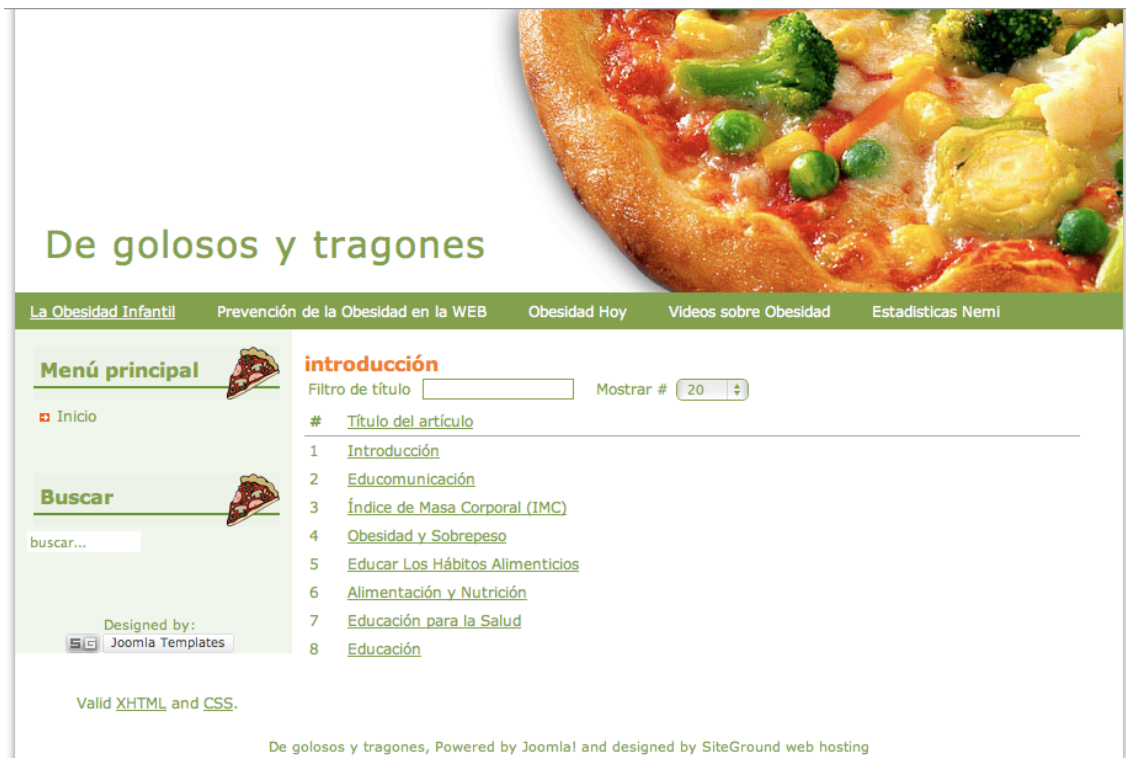 De golosos y tragones
La Obesidad Infantil Prevención de la Obesidad en la WEB Obesidad Hoy Videos sobre Obesidad Estadisticas Nemi
Menú principal
Inicio
Buscar
buscar...
Designed by:
SG Joomla Templates
introducción
Filtro de título Mostrar # 20
# Título del artículo
1 Introducción
2 Educomunicación
3 Índice de Masa Corporal (IMC)
4 Obesidad y Sobrepeso
5 Educar Los Hábitos Alimenticios
6 Alimentación y Nutrición
7 Educación para la Salud
8 Educación
Valid XHTML and CSS.
De golosos y tragones, Powered by Joomla! and designed by SiteGround web hosting